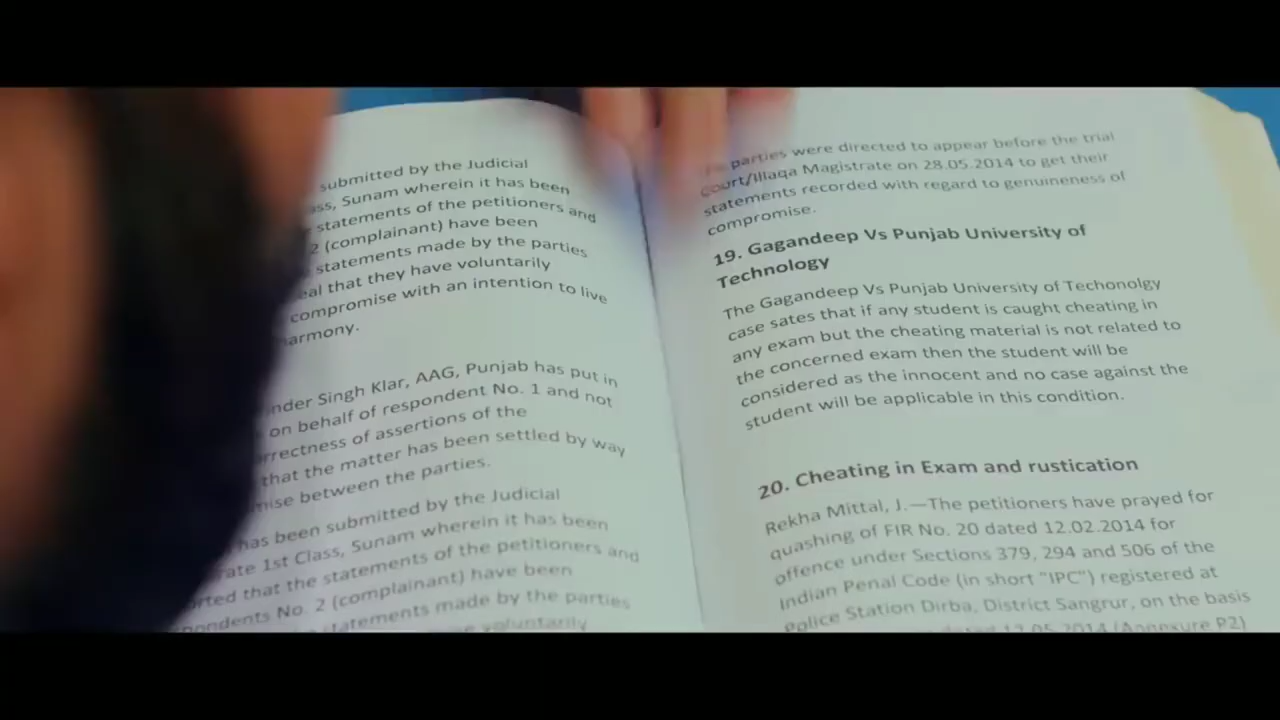 submitted by the Judicial
Sunam wherein it has been
statements of the petitioners and
2 (complainant) have been
statements made by the parties
that they have voluntarily
compromise with an intention to live
Singh Klar, AAG, Punjab has put in
on behalf of respondent No. 1 and not
of assertions of the
that the matter has been settled by way
between the parties.
has been submitted by the Judicial
1st Class, Sunam wherein it has been
that the statements of the petitioners and
No. 2 (complainant) have been
statements made by the parties
voluntarily
parties were directed to appear before the trial
Court/Illaqa Magistrate on 28.05.2014 to get their
statements recorded with regard to genuineness of
compromise.
19. Gagandeep Vs Punjab University of
Technology
The Gagandeep Vs Punjab University of Techonolgy
case sates that if any student is caught cheating in
any exam but the cheating material is not related to
the concerned exam then the student will be
considered as the innocent and no case against the
student will be applicable in this condition.
20. Cheating in Exam and rustication
Rekha Mittal, J.—The petitioners have prayed for
quashing of FIR No. 20 dated 12.02.2014 for
offence under Sections 379, 294 and 506 of the
Indian Penal Code (in short "IPC") registered at
Police Station Dirba, District Sangrur, on the basis
12.05.2014 (Annexure P2)